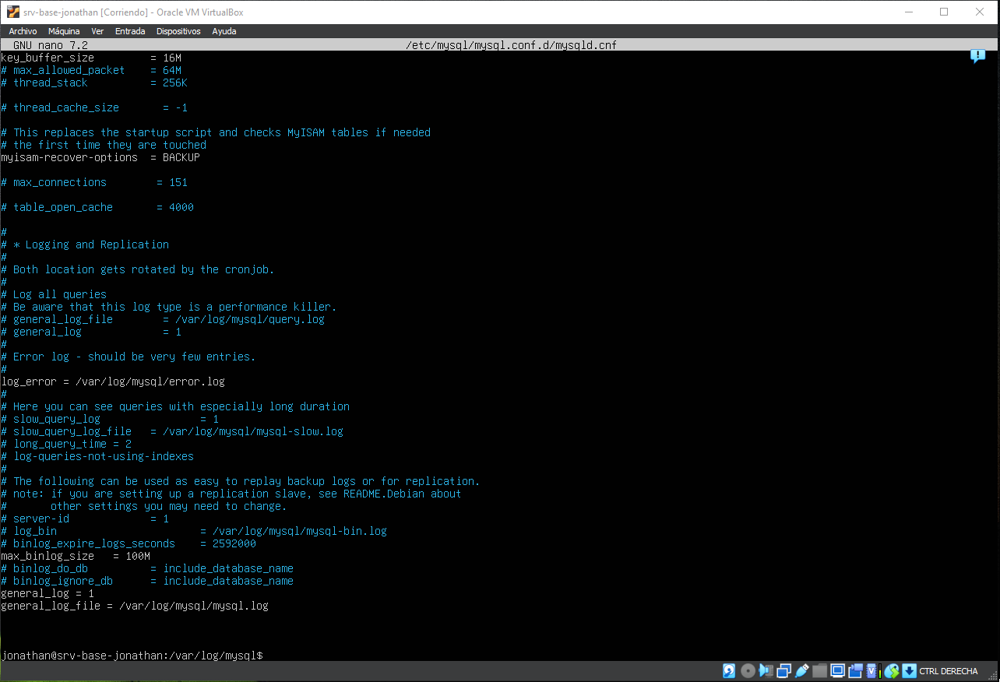 srv-base-jonathan [Corriendo] - Oracle VM VirtualBox
Archivo Máquina Ver Entrada Dispositivos Ayuda
GNU nano 7.2 /etc/mysql/mysql.conf.d/mysqld.cnf
key_buffer_size = 16M
# max_allowed_packet = 64M
# thread_stack = 256K
# thread_cache_size = -1
# This replaces the startup script and checks MyISAM tables if needed
# the first time they are touched
myisam-recover-options = BACKUP
# max_connections = 151
# table_open_cache = 4000
#
# * Logging and Replication
#
# Both location gets rotated by the cronjob.
#
# Log all queries
# Be aware that this log type is a performance killer.
# general_log_file = /var/log/mysql/query.log
# general_log = 1
#
# Error log - should be very few entries.
#
log_error = /var/log/mysql/error.log
#
# Here you can see queries with especially long duration
# slow_query_log = 1
# slow_query_log_file = /var/log/mysql/mysql-slow.log
# long_query_time = 2
# log-queries-not-using-indexes
#
# The following can be used as easy to replay backup logs or for replication.
# note: if you are setting up a replication slave, see README.Debian about
# other settings you may need to change.
# server-id = 1
# log_bin = /var/log/mysql/mysql-bin.log
# binlog_expire_logs_seconds = 2592000
max_binlog_size = 100M
# binlog_do_db = include_database_name
# binlog_ignore_db = include_database_name
general_log = 1
general_log_file = /var/log/mysql/mysql.log
jonathan@srv-base-jonathan:/var/log/mysql$
CTRL DERECHA